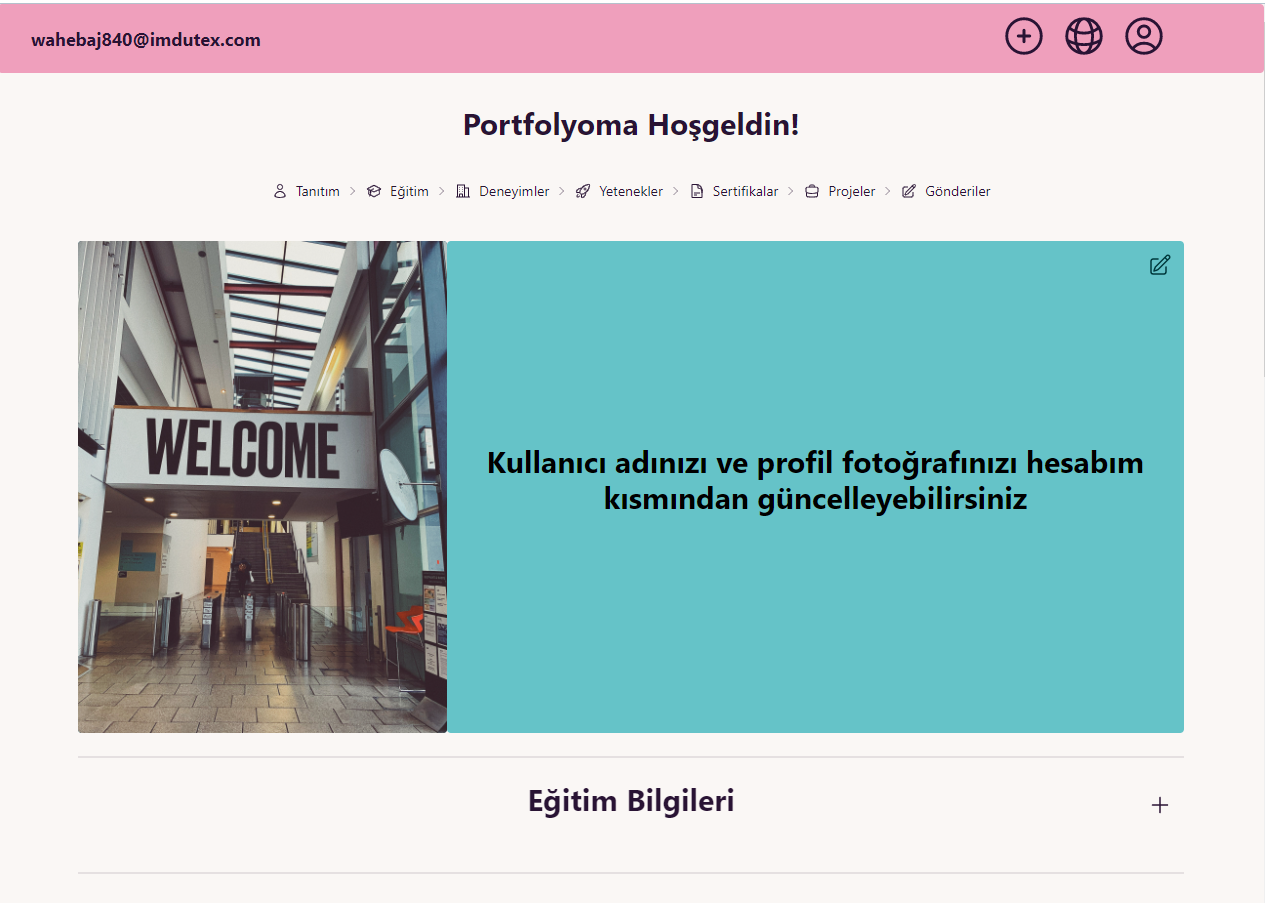 wahebaj840@imdutex.com
Portfolyoma Hoşgeldin!
Tanıtım > Eğitim > Deneyimler > Yetenekler > Sertifikalar > Projeler > Gönderiler
WELCOME
Kullanıcı adınızı ve profil fotoğrafınızı hesabım
kısmından güncelleyebilirsiniz
Eğitim Bilgileri